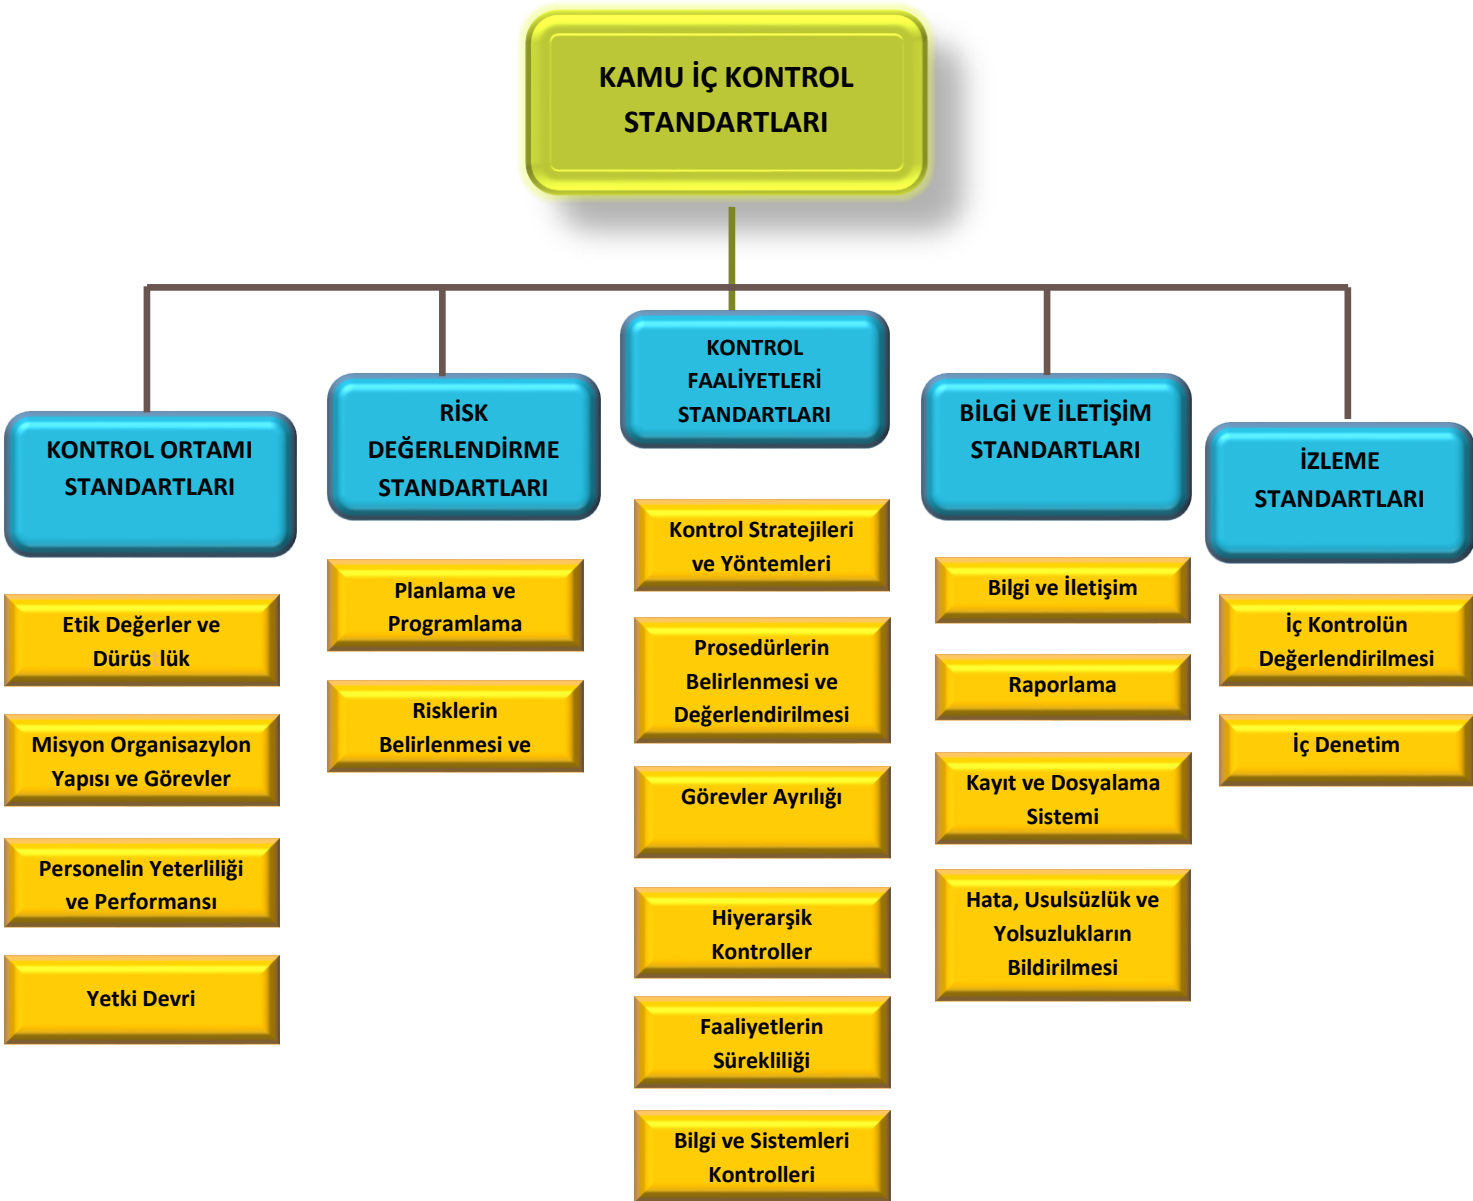 KAMU İÇ KONTROL
STANDARTLARI
KONTROL ORTAMI
STANDARTLARI
Etik Değerler ve
Dürüs lük
Misyon Organisazylon
Yapısı ve Görevler
Personelin Yeterliliği
ve Performansı
Yetki Devri
RİSK
DEĞERLENDİRME
STANDARTLARI
Planlama ve
Programlama
Risklerin
Belirlenmesi ve
KONTROL
FAALİYETLERİ
STANDARTLARI
Kontrol Stratejileri
ve Yöntemleri
Prosedürlerin
Belirlenmesi ve
Değerlendirilmesi
Görevler Ayrılığı
Hiyerarşik
Kontroller
Faaliyetlerin
Sürekliliği
Bilgi ve Sistemleri
Kontrolleri
BİLGİ VE İLETİŞİM
STANDARTLARI
Bilgi ve İletişim
Raporlama
Kayıt ve Dosyalama
Sistemi
Hata, Usulsüzlük ve
Yolsuzlukların
Bildirilmesi
İZLEME
STANDARTLARI
İç Kontrolün
Değerlendirilmesi
İç Denetim